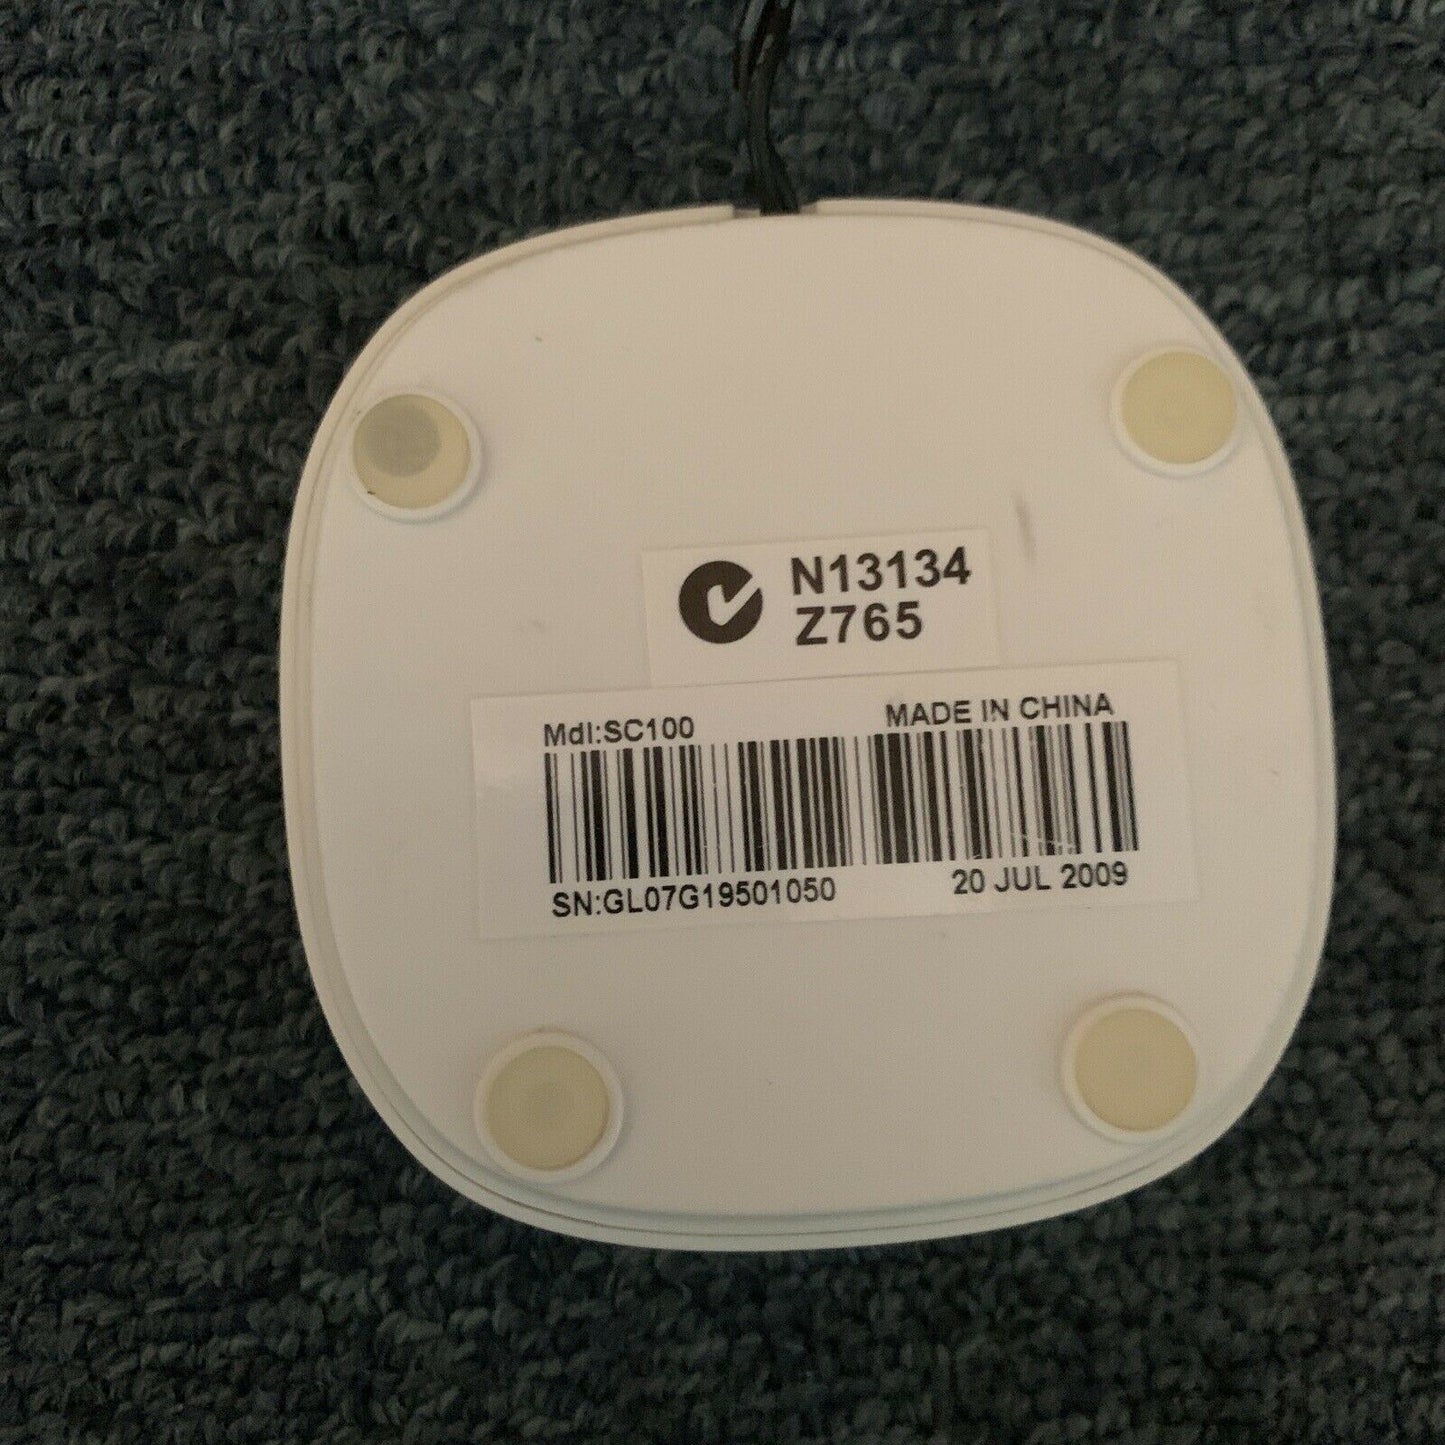 N13134
Z765
Mdl:SC100 MADE IN CHINA
SN:GL07G19501050 20 JUL 2009